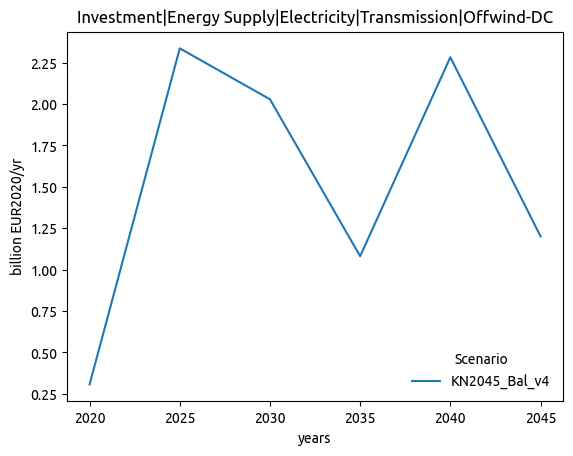 Investment|Energy Supply|Electricity|Transmission|Offwind-DC
billion EUR2020/yr
2.25
2.00
1.75
1.50
1.25
1.00
0.75
0.50
0.25
Scenario
KN2045_Bal_v4
2020 2025 2030 2035 2040 2045
years